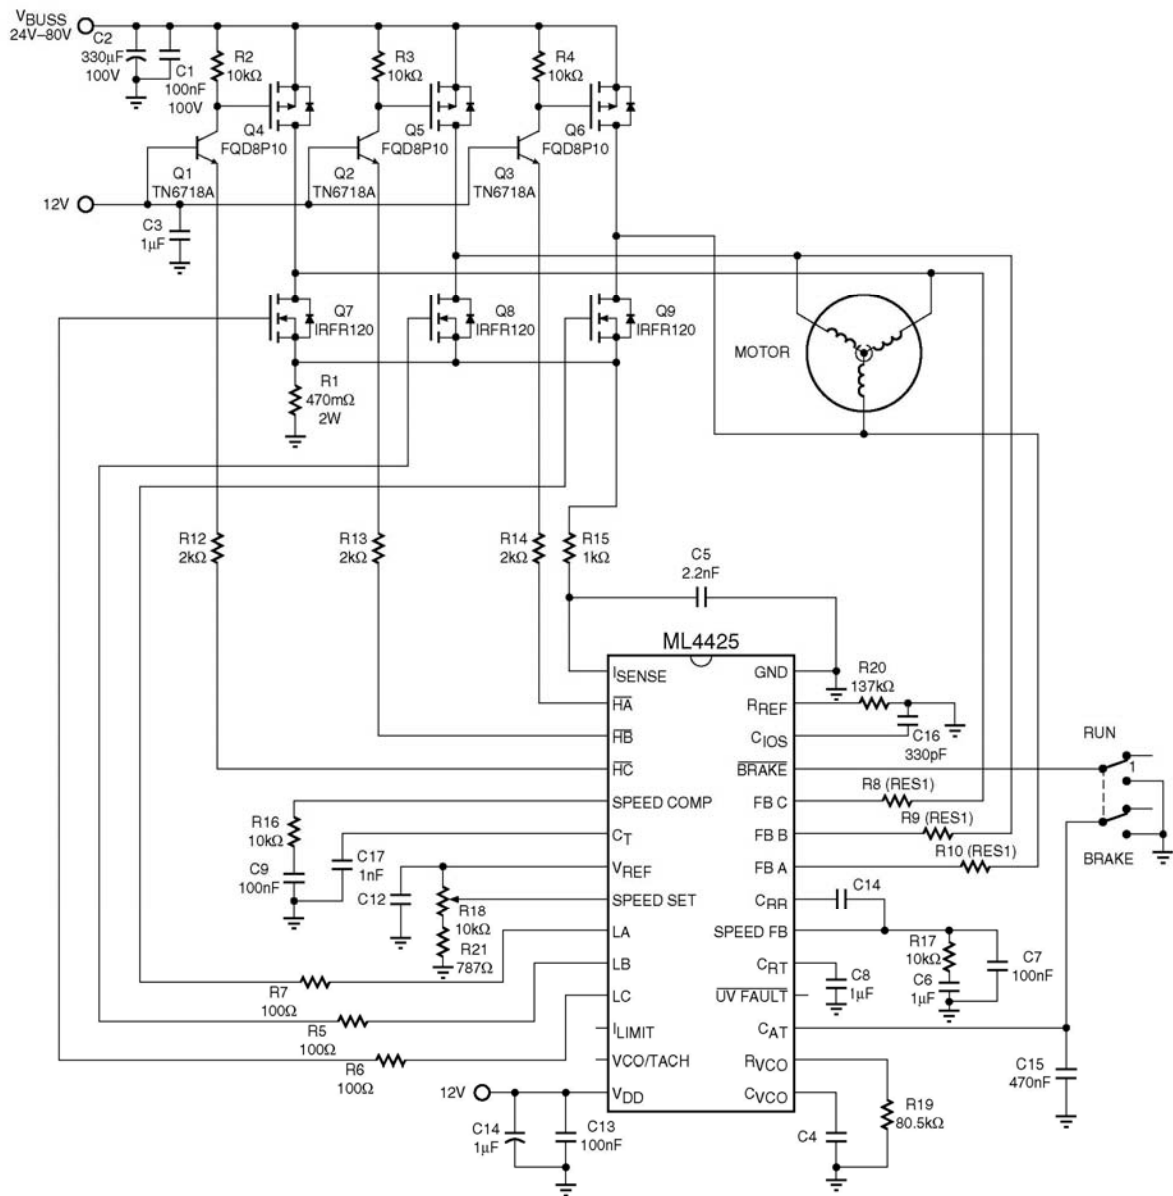 VBUSS
24V–80V
C2
330µF
100V
C1
100nF
100V
R2
10kΩ
R3
10kΩ
R4
10kΩ
Q4
FQD8P10
Q5
FQD8P10
Q6
FQD8P10
Q1
TN6718A
Q2
TN6718A
Q3
TN6718A
12V
C3
1µF
Q7
IRFR120
Q8
IRFR120
Q9
IRFR120
MOTOR
R1
470mΩ
2W
R12
2kΩ
R13
2kΩ
R14
2kΩ
R15
1kΩ
C5
2.2nF
ML4425
ISENSE
HA
HB
HC
SPEED COMP
CT
VREF
SPEED SET
LA
LB
LC
ILIMIT
VCO/TACH
VDD
GND
RREF
CIOS
BRAKE
FB C
FB B
FB A
CRR
SPEED FB
CRT
UV FAULT
CAT
RVCO
CVCO
R20
137kΩ
C16
330pF
RUN
1
BRAKE
R8 (RES1)
R9 (RES1)
R10 (RES1)
R16
10kΩ
C9
100nF
C17
1nF
C12
R18
10kΩ
R21
787Ω
C14
R17
10kΩ
C6
1µF
C7
100nF
C8
1µF
R7
100Ω
R5
100Ω
R6
100Ω
12V
C14
1µF
C13
100nF
C4
R19
80.5kΩ
C15
470nF